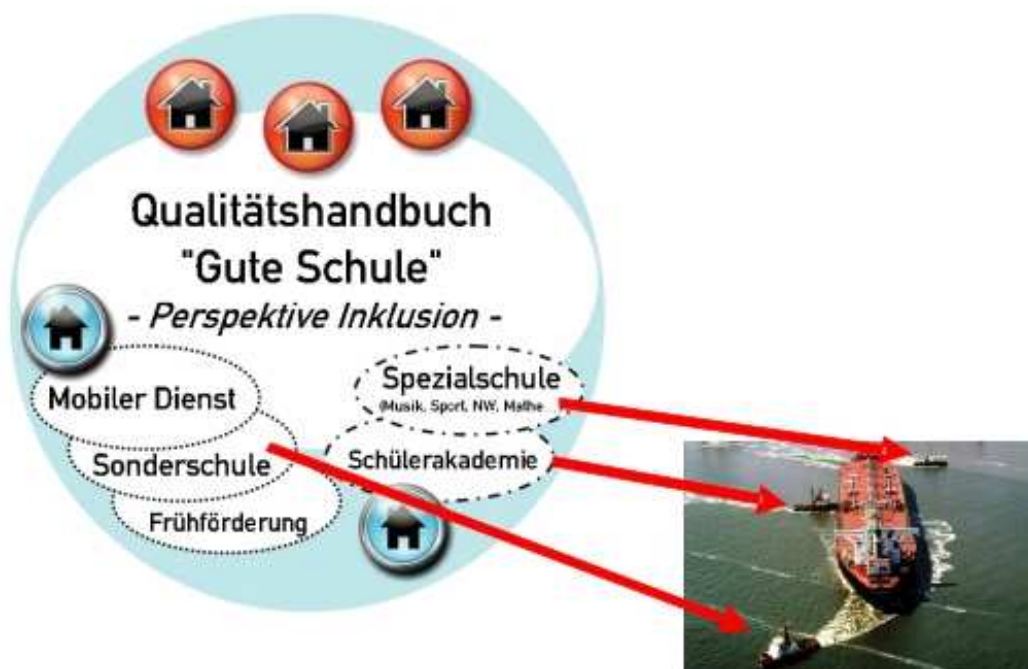 Qualitätshandbuch
"Gute Schule"
- Perspektive Inklusion -
Mobiler Dienst
Sonderschule
Frühförderung
Spezialschule
(Musik, Sport, NW, Mathe
Schülerakademie